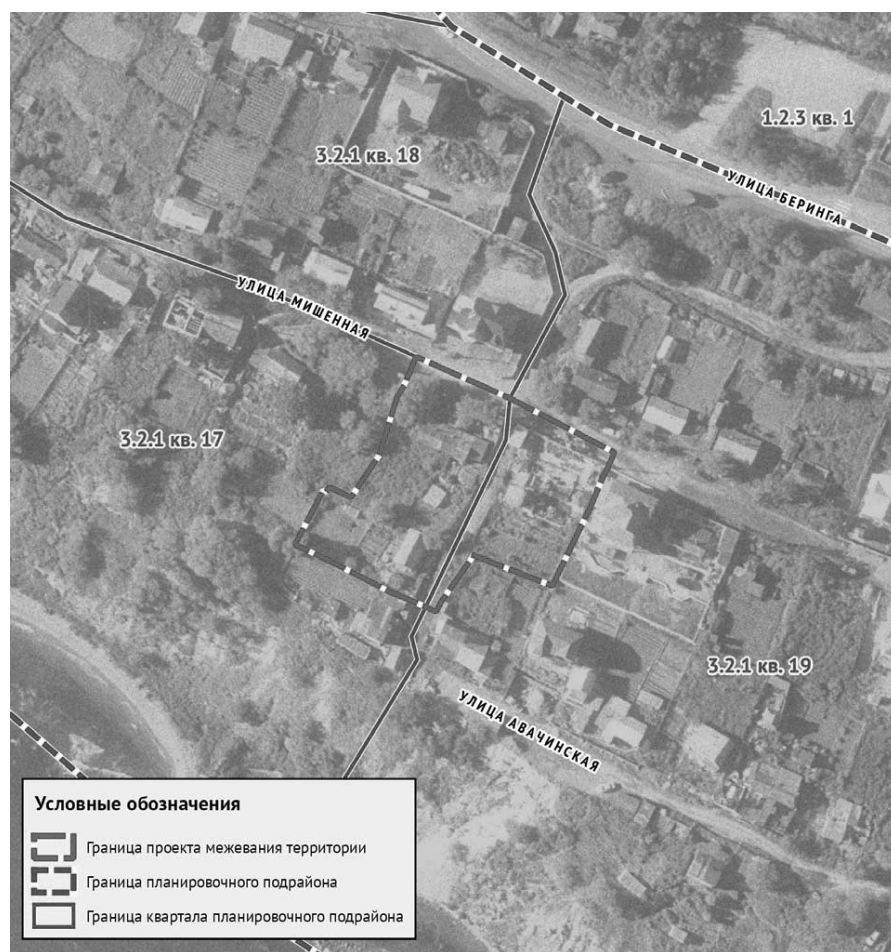 1.2.3 кв. 1
3.2.1 кв. 18
УЛИЦА БЕРИНГА
УЛИЦА МИШЕННАЯ
3.2.1 кв. 17
3.2.1 кв. 19
УЛИЦА АВАЧИНСКАЯ
Условные обозначения
Граница проекта межевания территории
Граница планировочного подрайона
Граница квартала планировочного подрайона